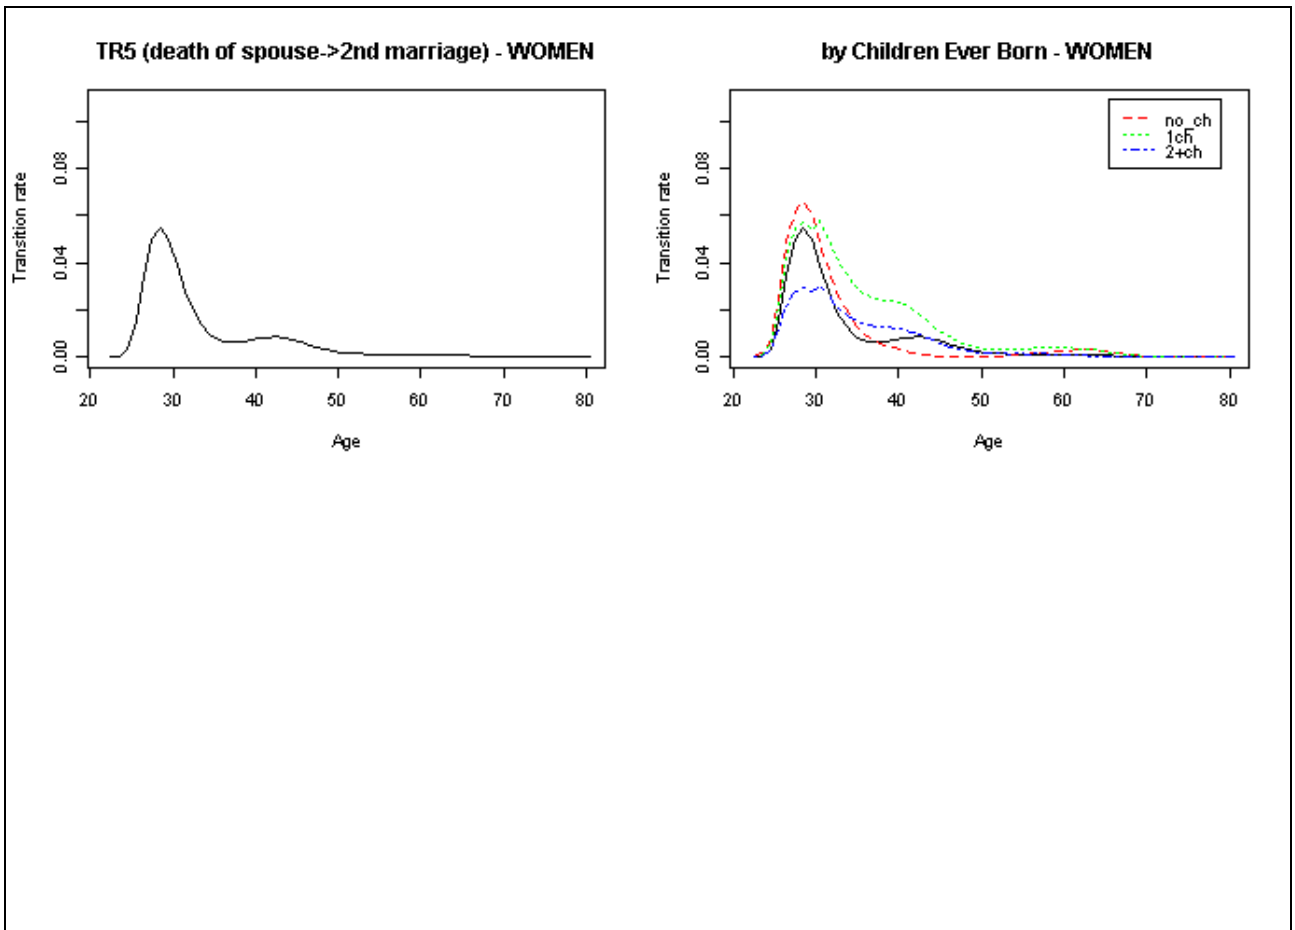 TR5 (death of spouse->2nd marriage) - WOMEN
Transition rate
0.08
0.04
0.00
20 30 40 50 60 70 80
Age
by Children Ever Born - WOMEN
no_ch
1ch
2+ch
Transition rate
0.08
0.04
0.00
20 30 40 50 60 70 80
Age